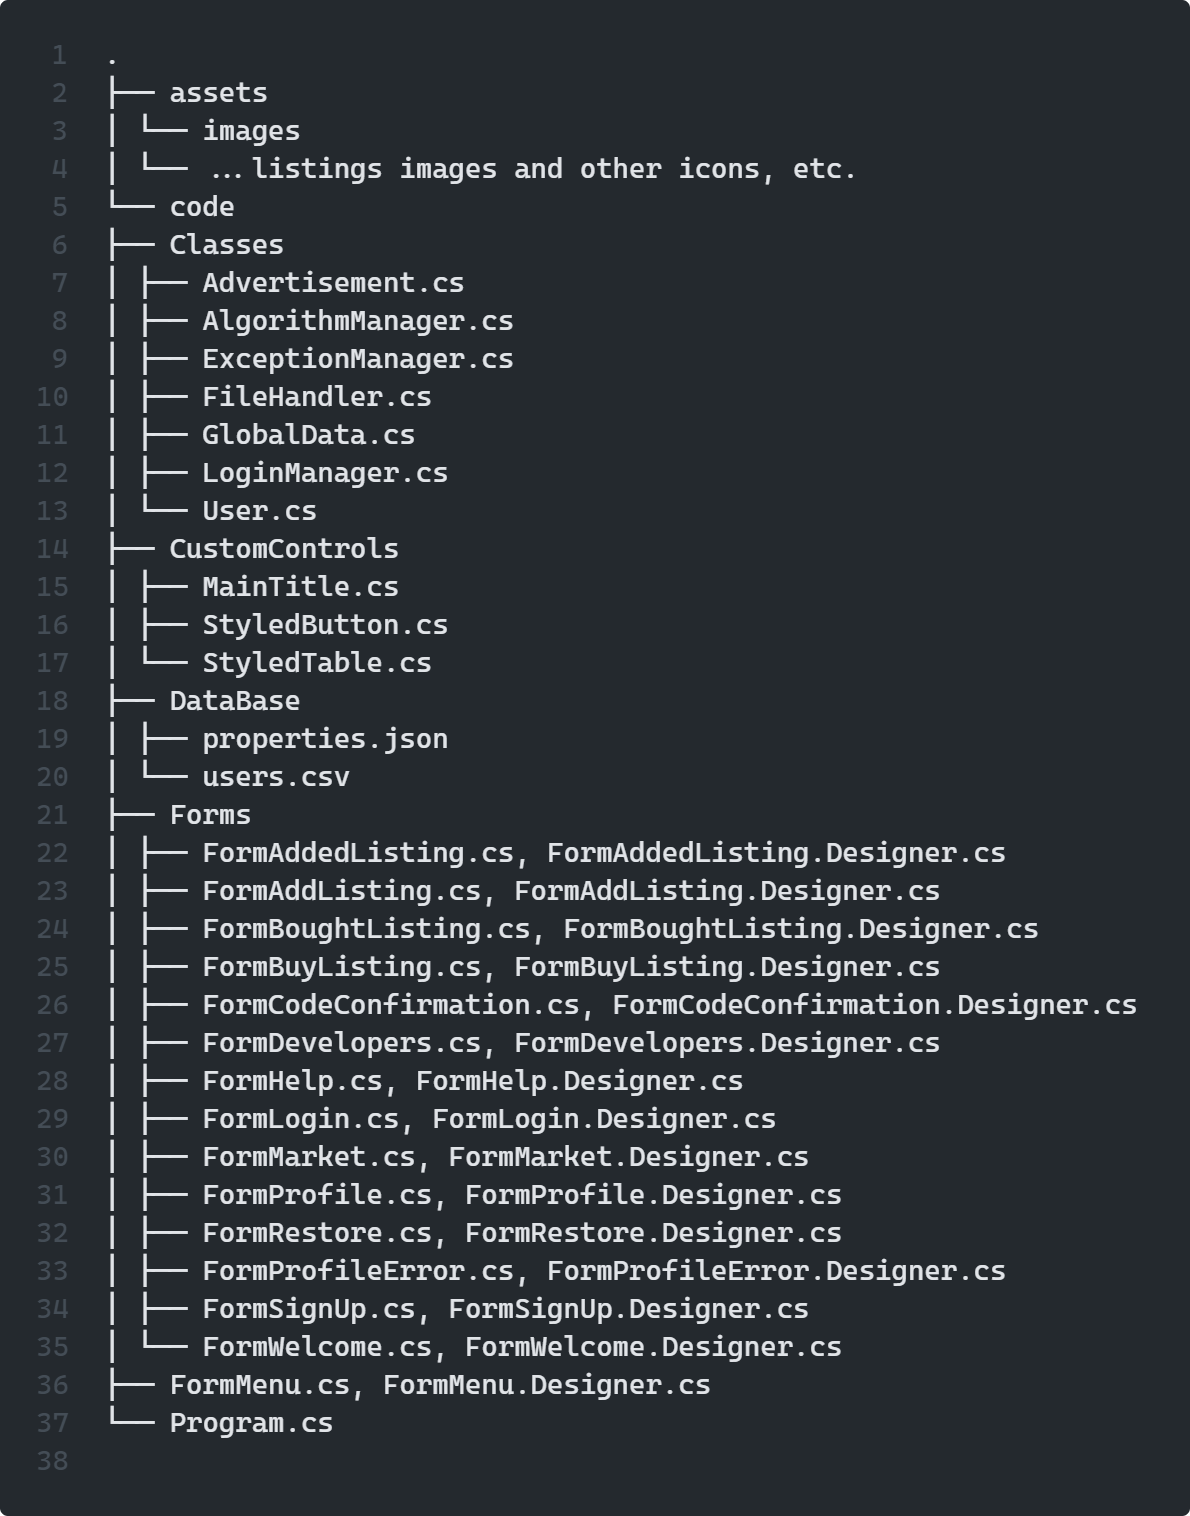 1 .
2 ├── assets
3 │ └── images
4 │ └── ...listings images and other icons, etc.
5 └── code
6 ├── Classes
7 │ ├── Advertisement.cs
8 │ ├── AlgorithmManager.cs
9 │ ├── ExceptionManager.cs
10 │ ├── FileHandler.cs
11 │ ├── GlobalData.cs
12 │ ├── LoginManager.cs
13 │ └── User.cs
14 ├── CustomControls
15 │ ├── MainTitle.cs
16 │ ├── StyledButton.cs
17 │ └── StyledTable.cs
18 ├── DataBase
19 │ ├── properties.json
20 │ └── users.csv
21 ├── Forms
22 │ ├── FormAddedListing.cs, FormAddedListing.Designer.cs
23 │ ├── FormAddListing.cs, FormAddListing.Designer.cs
24 │ ├── FormBoughtListing.cs, FormBoughtListing.Designer.cs
25 │ ├── FormBuyListing.cs, FormBuyListing.Designer.cs
26 │ ├── FormCodeConfirmation.cs, FormCodeConfirmation.Designer.cs
27 │ ├── FormDevelopers.cs, FormDevelopers.Designer.cs
28 │ ├── FormHelp.cs, FormHelp.Designer.cs
29 │ ├── FormLogin.cs, FormLogin.Designer.cs
30 │ ├── FormMarket.cs, FormMarket.Designer.cs
31 │ ├── FormProfile.cs, FormProfile.Designer.cs
32 │ ├── FormRestore.cs, FormRestore.Designer.cs
33 │ ├── FormProfileError.cs, FormProfileError.Designer.cs
34 │ ├── FormSignUp.cs, FormSignUp.Designer.cs
35 │ └── FormWelcome.cs, FormWelcome.Designer.cs
36 ├── FormMenu.cs, FormMenu.Designer.cs
37 └── Program.cs
38